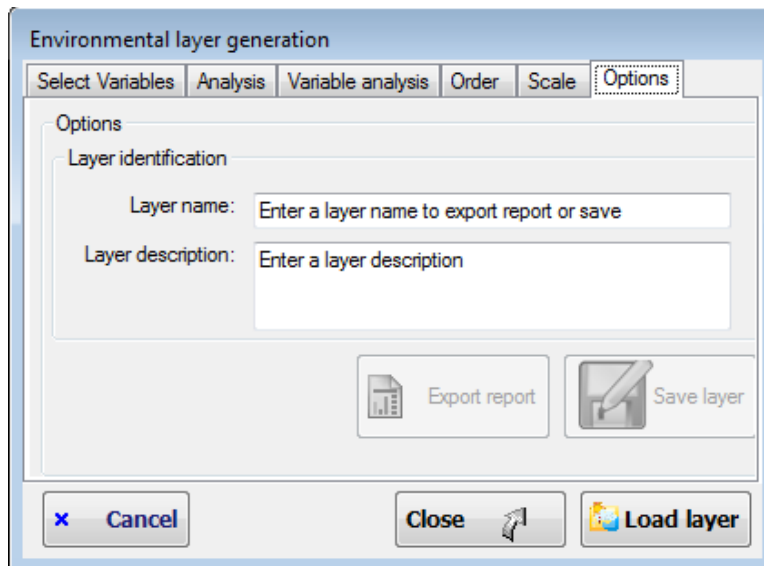 Environmental layer generation
Select Variables Analysis Variable analysis Order Scale Options
Options
Layer identification
Layer name: Enter a layer name to export report or save
Layer description: Enter a layer description
Export report Save layer
Cancel Close Load layer